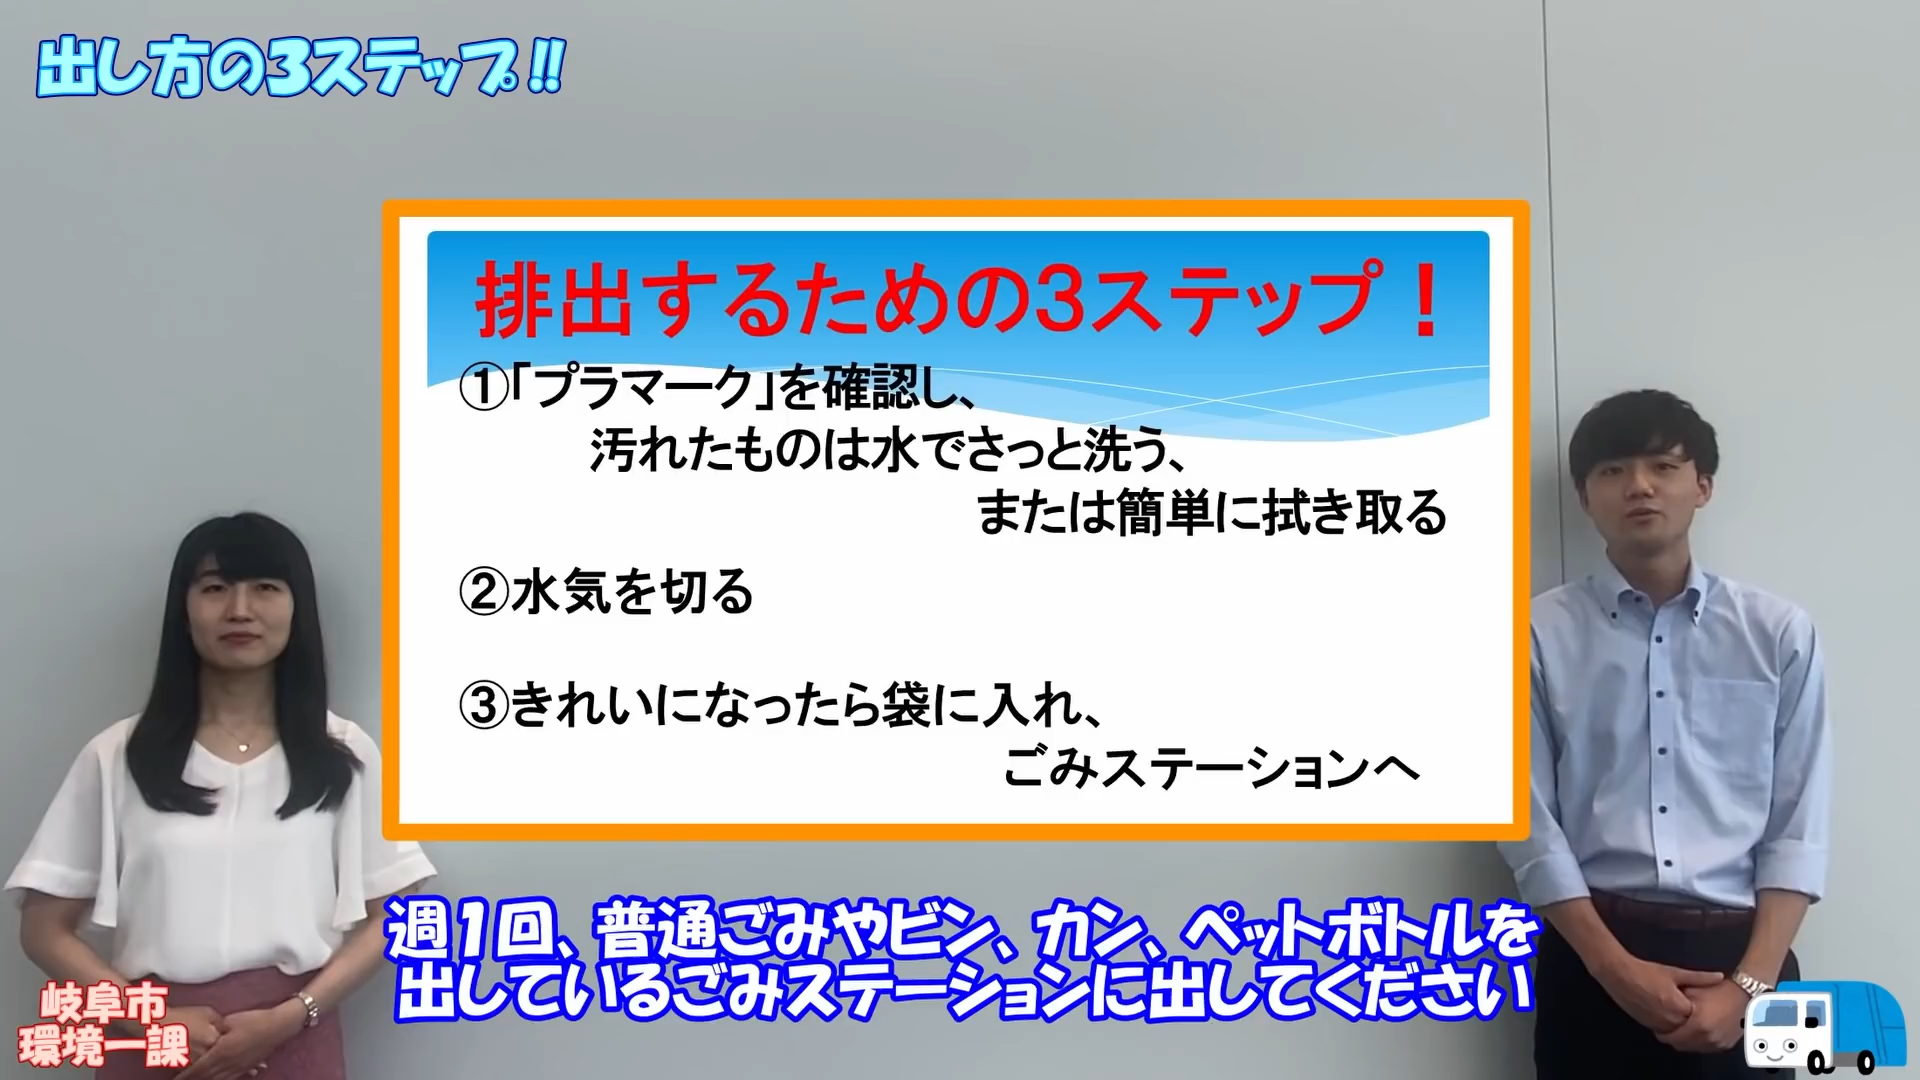 出し方の3ステップ!!
排出するための3ステップ！
①「プラマーク」を確認し、
汚れたものは水でさっと洗う、
または簡単に拭き取る
②水気を切る
③きれいになったら袋に入れ、
ごみステーションへ
週1回、普通ごみやビン、カン、ペットボトルを
出しているごみステーションに出してください
岐阜市
環境一課